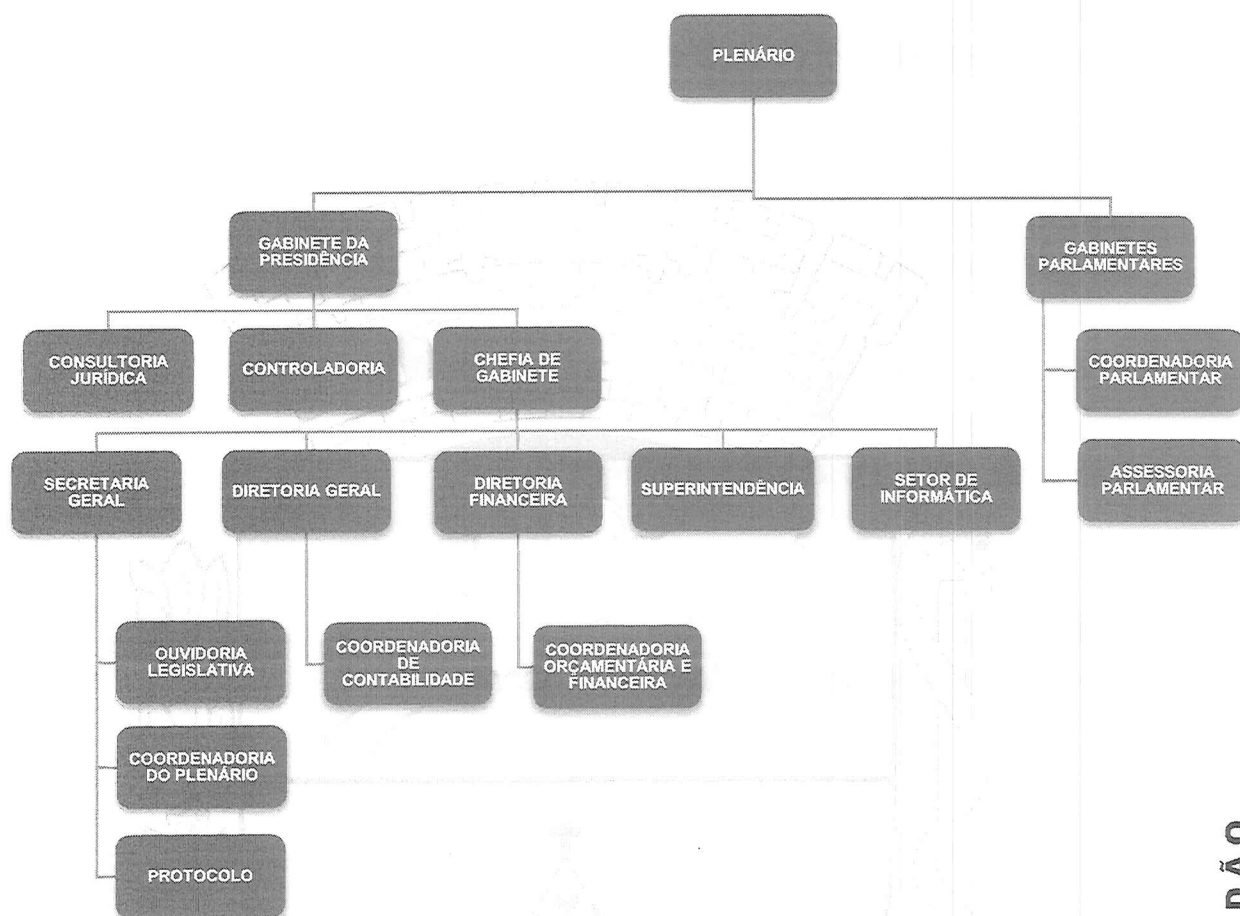 PLENÁRIO
GABINETE DA
PRESIDÊNCIA
GABINETES
PARLAMENTARES
CONSULTORIA
JURÍDICA
CONTROLADORIA
CHEFIA DE
GABINETE
COORDENADORIA
PARLAMENTAR
ASSESSORIA
PARLAMENTAR
SECRETARIA
GERAL
DIRETORIA GERAL
DIRETORIA
FINANCEIRA
SUPERINTENDÊNCIA
SETOR DE
INFORMÁTICA
OUVIDORIA
LEGISLATIVA
COORDENADORIA
DE
CONTABILIDADE
COORDENADORIA
ORÇAMENTÁRIA E
FINANCEIRA
COORDENADORIA
DO PLENÁRIO
PROTOCOLO